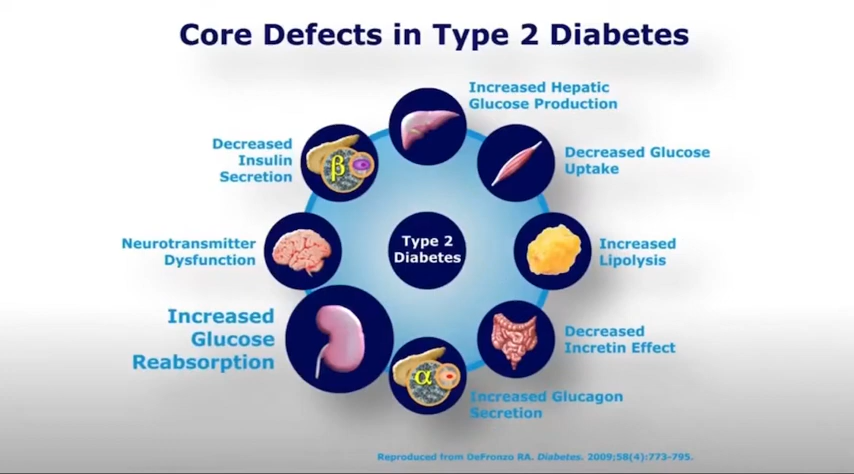 Core Defects in Type 2 Diabetes
Increased Hepatic
Glucose Production
Decreased Glucose
Uptake
Increased
Lipolysis
Decreased
Incretin Effect
Increased Glucagon
Secretion
Increased
Glucose
Reabsorption
Neurotransmitter
Dysfunction
Decreased
Insulin
Secretion
β
α
Type 2
Diabetes
Reproduced from DeFronzo RA. Diabetes. 2009;58(4):773-795.